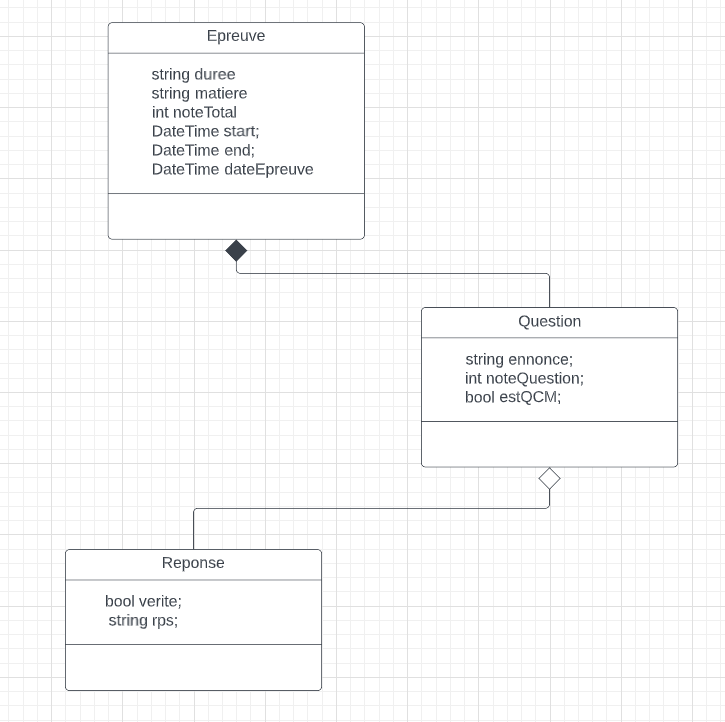 Epreuve
string duree
string matiere
int noteTotal
DateTime start;
DateTime end;
DateTime dateEpreuve
Question
string ennonce;
int noteQuestion;
bool estQCM;
Reponse
bool verite;
string rps;